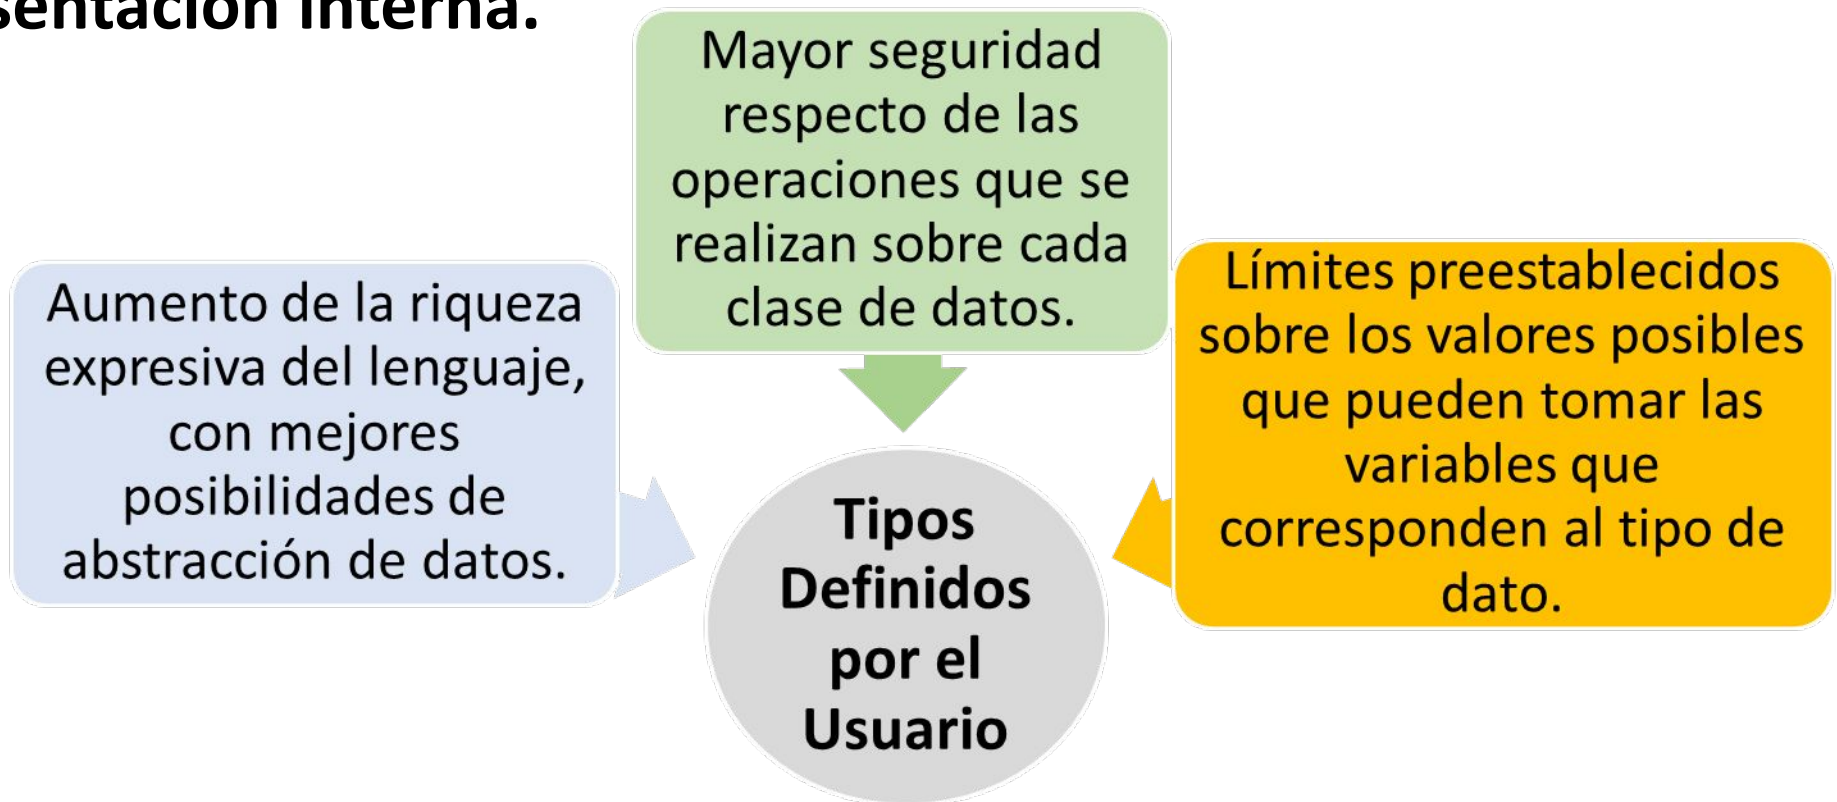 interna.
Mayor seguridad
respecto de las
operaciones que se
realizan sobre cada
clase de datos.
Aumento de la riqueza
expresiva del lenguaje,
con mejores
posibilidades de
abstracción de datos.
Límites preestablecidos
sobre los valores posibles
que pueden tomar las
variables que
corresponden al tipo de
dato.
Tipos
Definidos
por el
Usuario